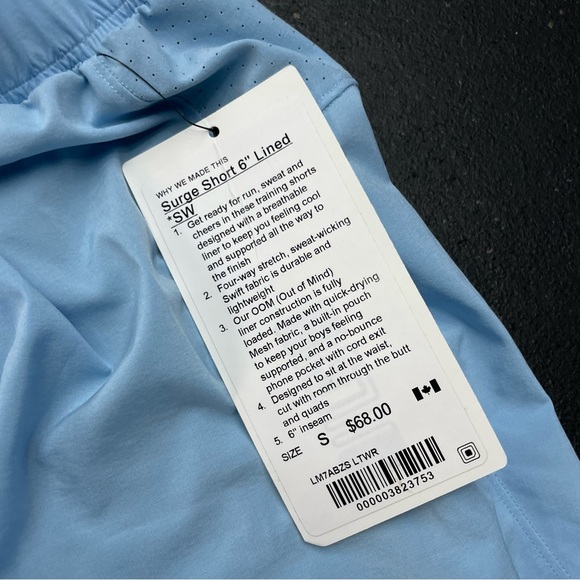 WHY WE MADE THIS
Surge Short 6" Lined
*SW
1. Get ready for run, sweat and
cheers in these training shorts
designed with a breathable
liner to keep you feeling cool
and supported all the way to
the finish
2. Four-way stretch, sweat-wicking
Swift fabric is durable and
lightweight
3. Our OOM (Out of Mind)
liner construction is fully
loaded. Made with quick-drying
Mesh fabric, a built-in pouch
to keep your boys feeling
supported, and a no-bounce
phone pocket with cord exit
4. Designed to sit at the waist,
cut with room through the butt
and quads
5. 6" inseam
SIZE S $68.00
LM7ABZS LTWR
000003823753